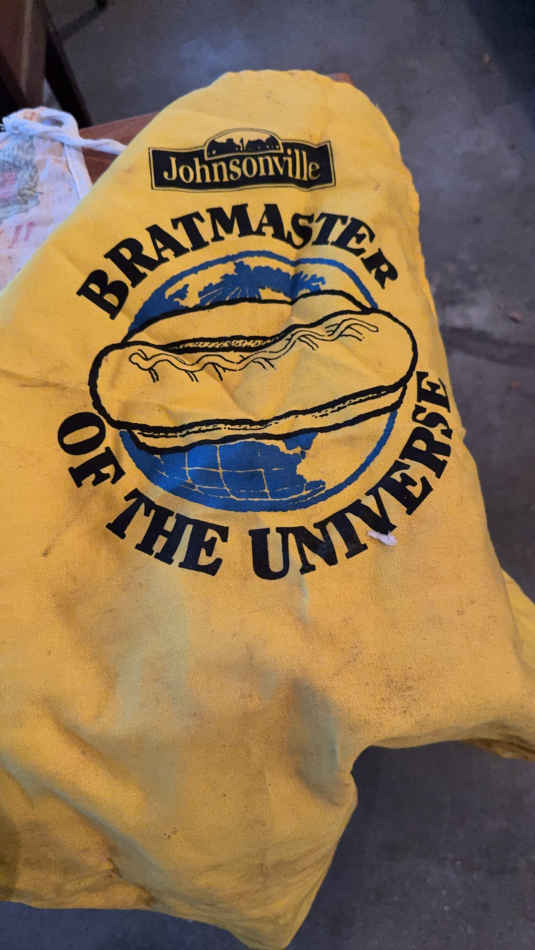 Johnsonville
BRATMASTER
OF THE UNIVERSE